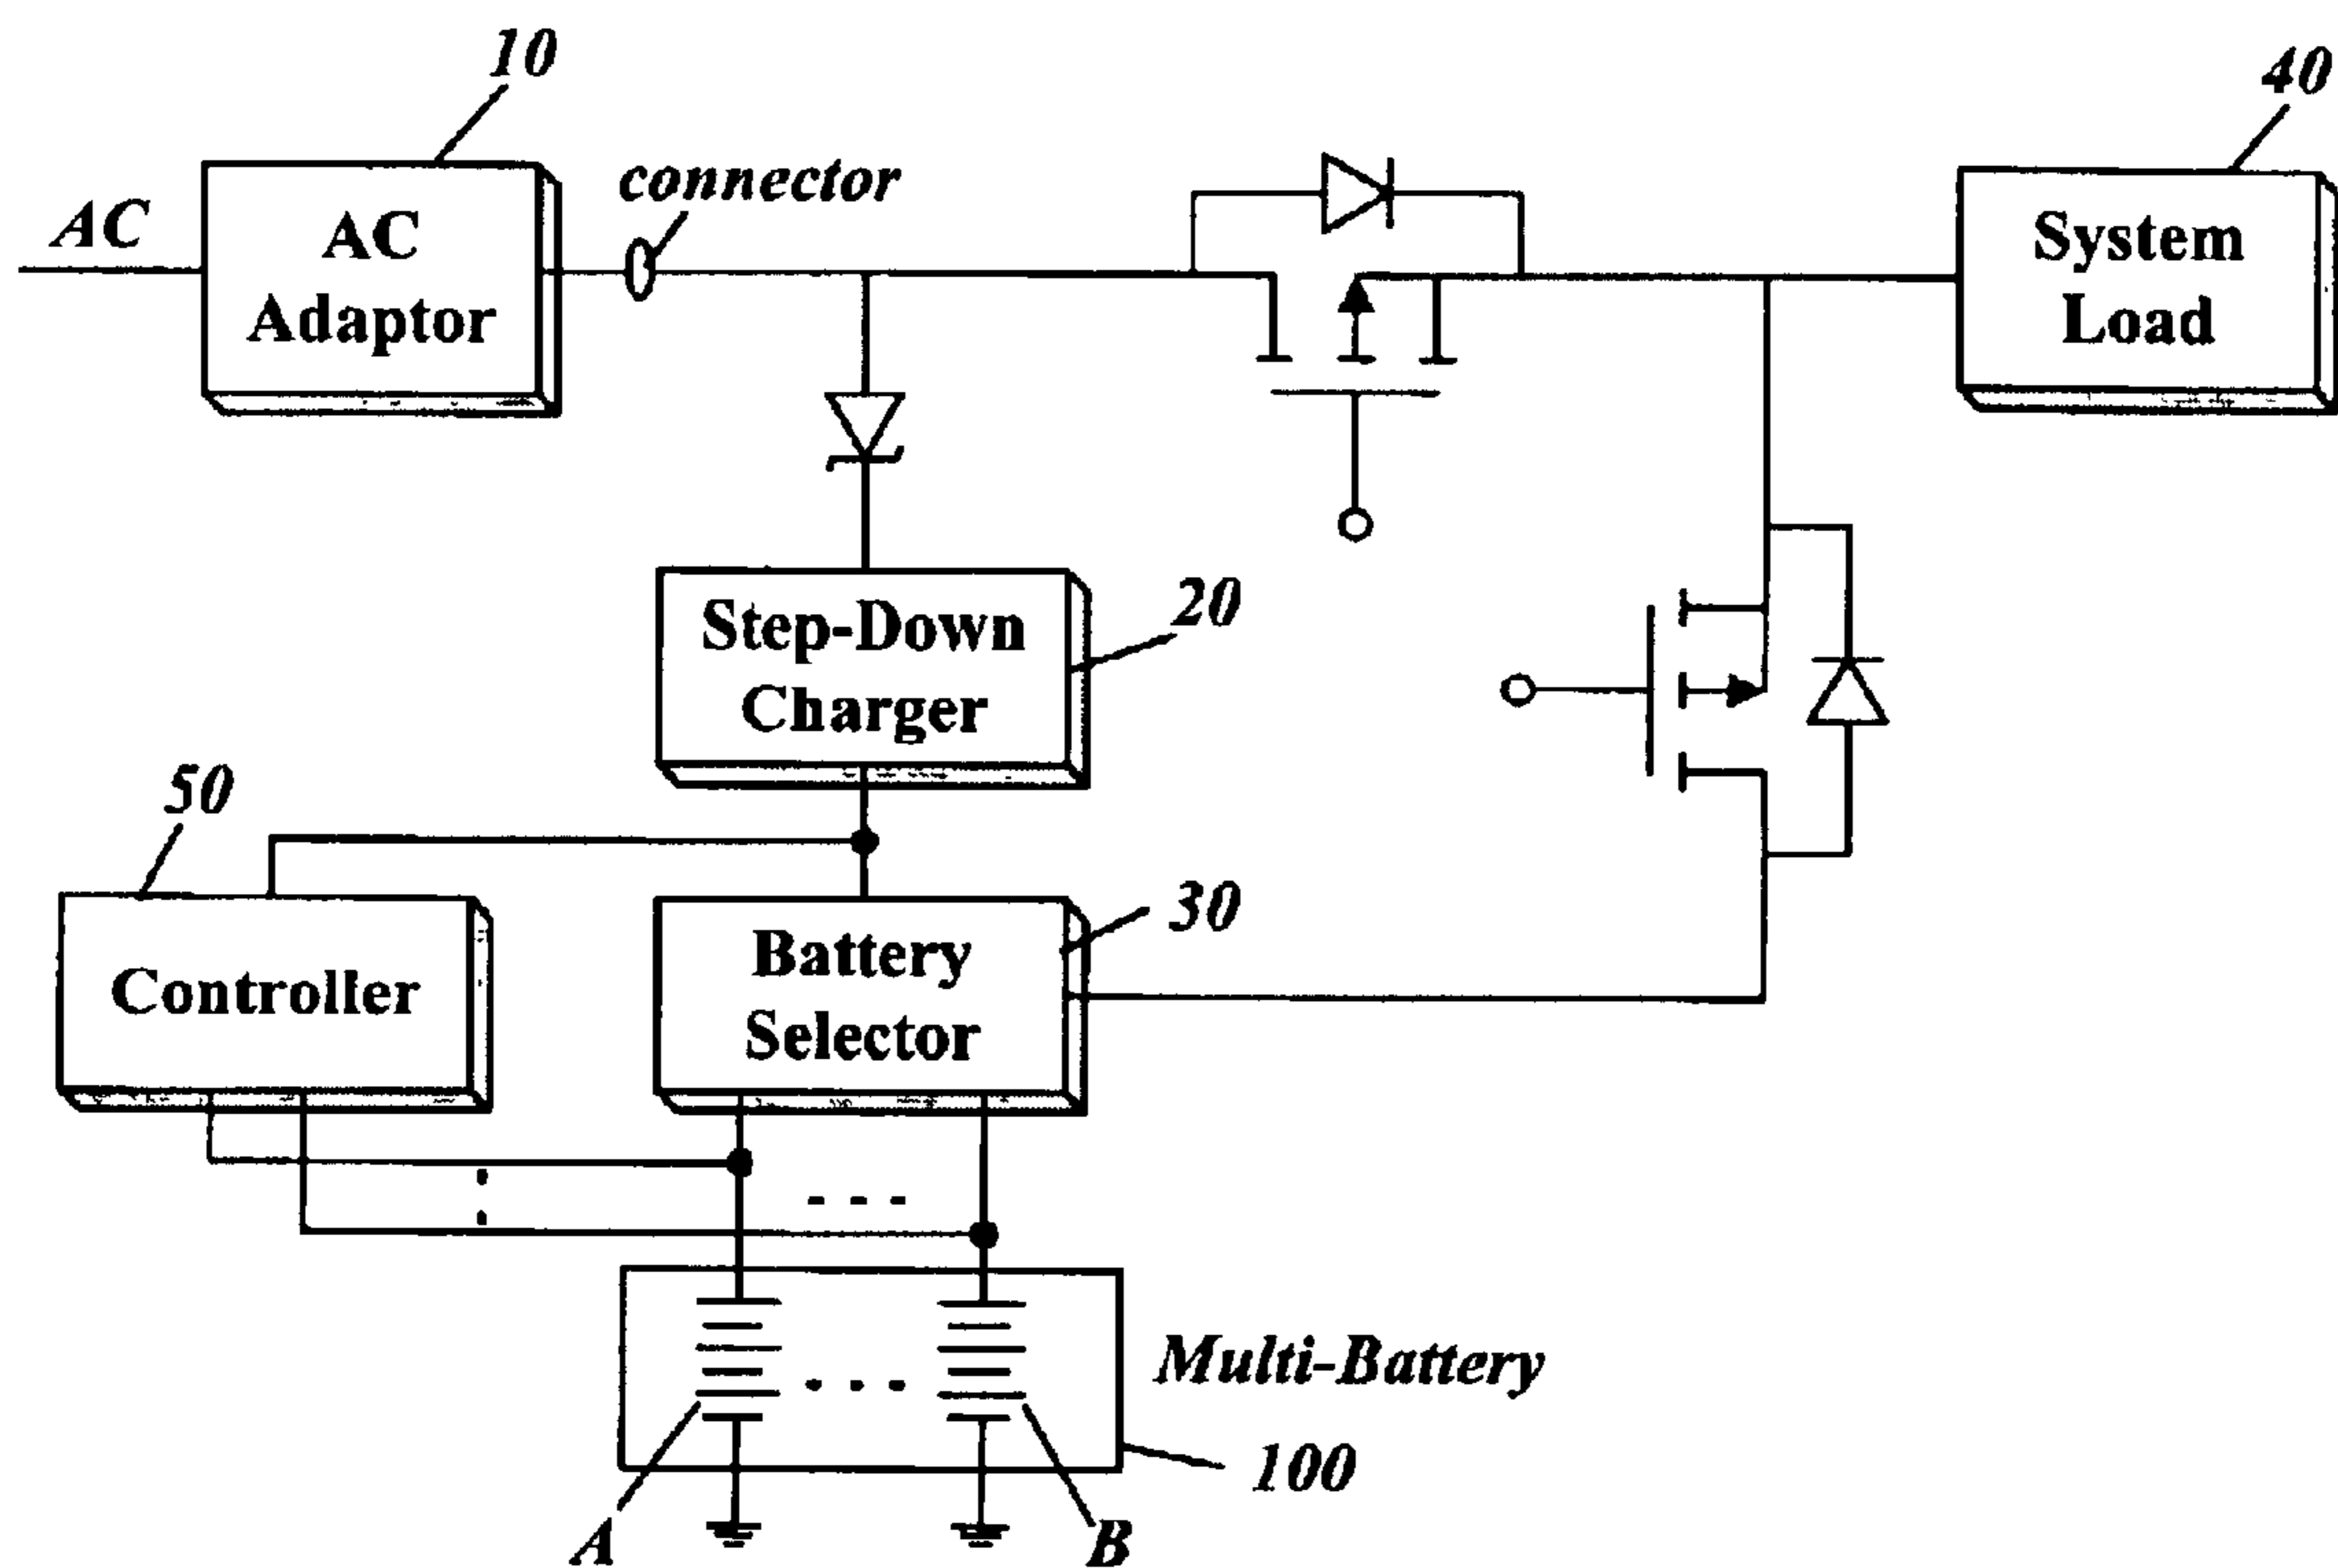 10
40
connector
AC
AC
Adaptor
System
Load
20
Step-Down
Charger
50
30
Controller
Battery
Selector
Multi-Battery
100
A
B